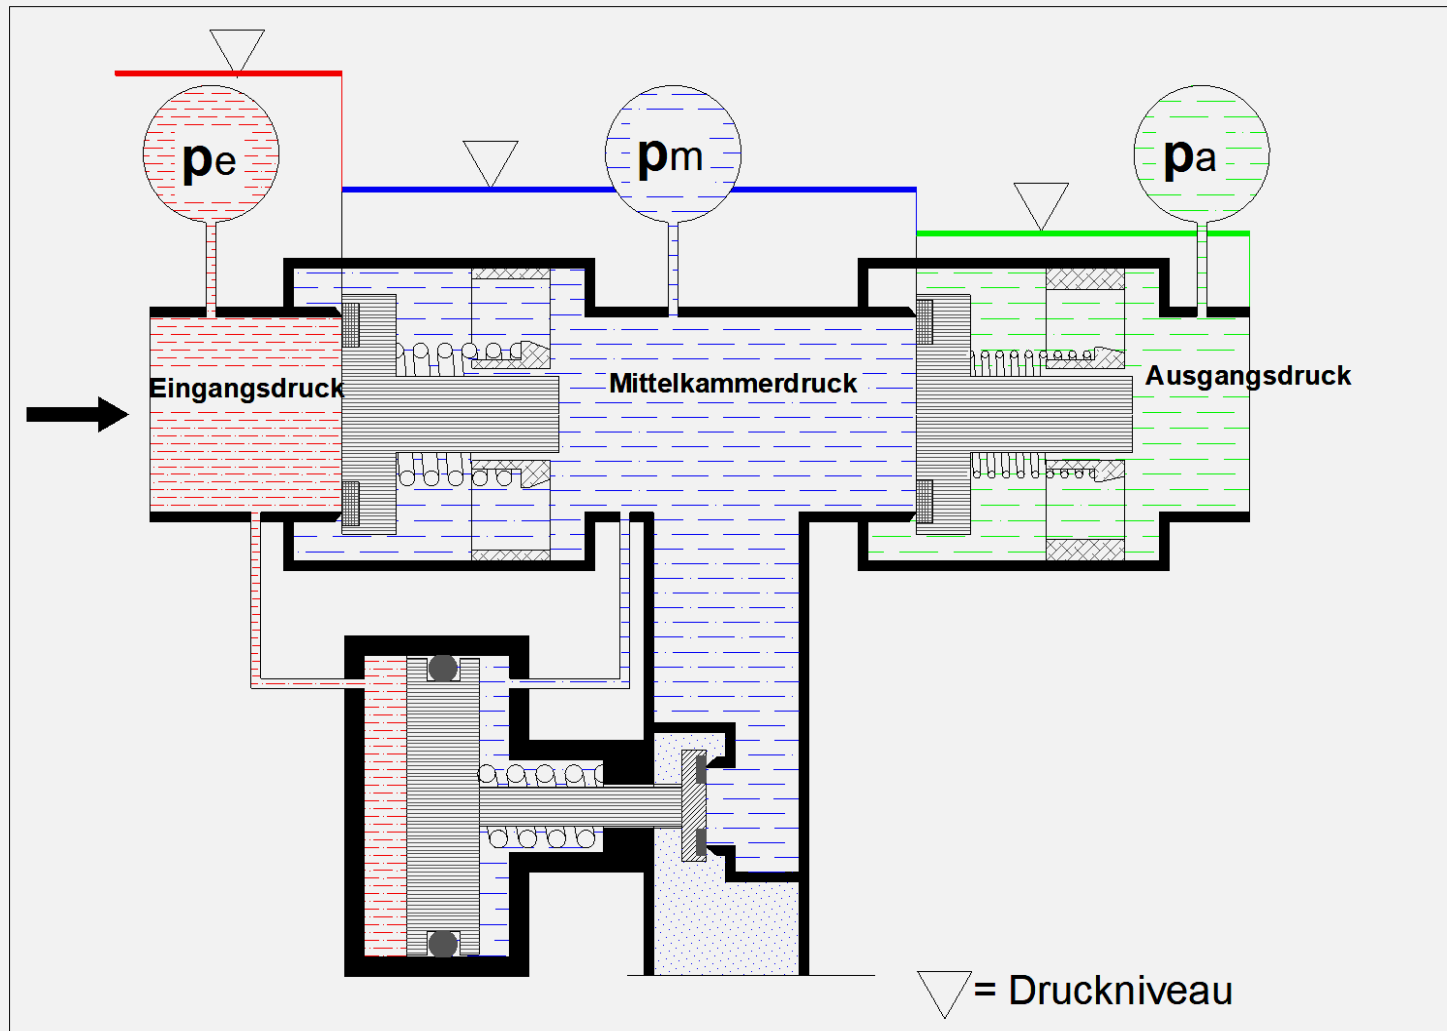 pe
pm
pa
Eingangsdruck
Mittelkammerdruck
Ausgangsdruck
= Druckniveau